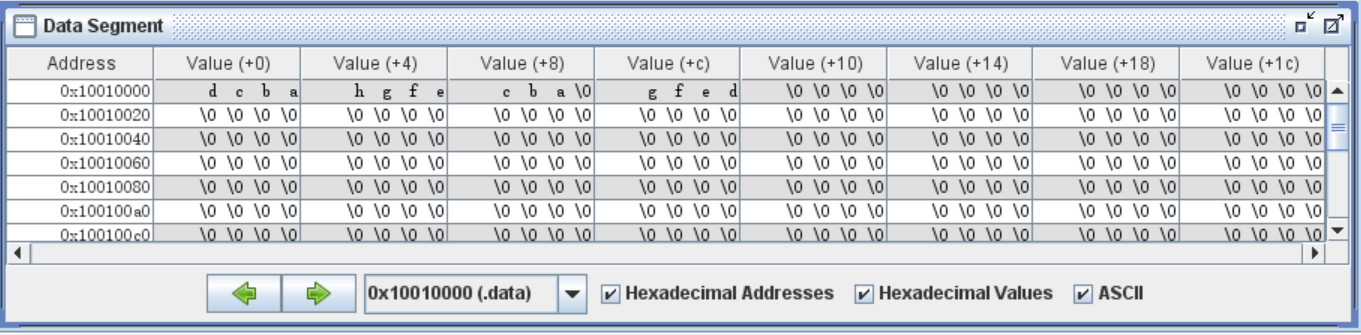 Data Segment
Address Value (+0) Value (+4) Value (+8) Value (+c) Value (+10) Value (+14) Value (+18) Value (+1c)
0x10010000 d c b a h g f e c b a \0 g f e d \0 \0 \0 \0 \0 \0 \0 \0 \0 \0 \0 \0 \0 \0 \0 \0
0x10010020 \0 \0 \0 \0 \0 \0 \0 \0 \0 \0 \0 \0 \0 \0 \0 \0 \0 \0 \0 \0 \0 \0 \0 \0 \0 \0 \0 \0 \0 \0 \0 \0
0x10010040 \0 \0 \0 \0 \0 \0 \0 \0 \0 \0 \0 \0 \0 \0 \0 \0 \0 \0 \0 \0 \0 \0 \0 \0 \0 \0 \0 \0 \0 \0 \0 \0
0x10010060 \0 \0 \0 \0 \0 \0 \0 \0 \0 \0 \0 \0 \0 \0 \0 \0 \0 \0 \0 \0 \0 \0 \0 \0 \0 \0 \0 \0 \0 \0 \0 \0
0x10010080 \0 \0 \0 \0 \0 \0 \0 \0 \0 \0 \0 \0 \0 \0 \0 \0 \0 \0 \0 \0 \0 \0 \0 \0 \0 \0 \0 \0 \0 \0 \0 \0
0x100100a0 \0 \0 \0 \0 \0 \0 \0 \0 \0 \0 \0 \0 \0 \0 \0 \0 \0 \0 \0 \0 \0 \0 \0 \0 \0 \0 \0 \0 \0 \0 \0 \0
0x100100c0 \0 \0 \0 \0 \0 \0 \0 \0 \0 \0 \0 \0 \0 \0 \0 \0 \0 \0 \0 \0 \0 \0 \0 \0 \0 \0 \0 \0 \0 \0 \0 \0
0x10010000 (.data) Hexadecimal Addresses Hexadecimal Values ASCII